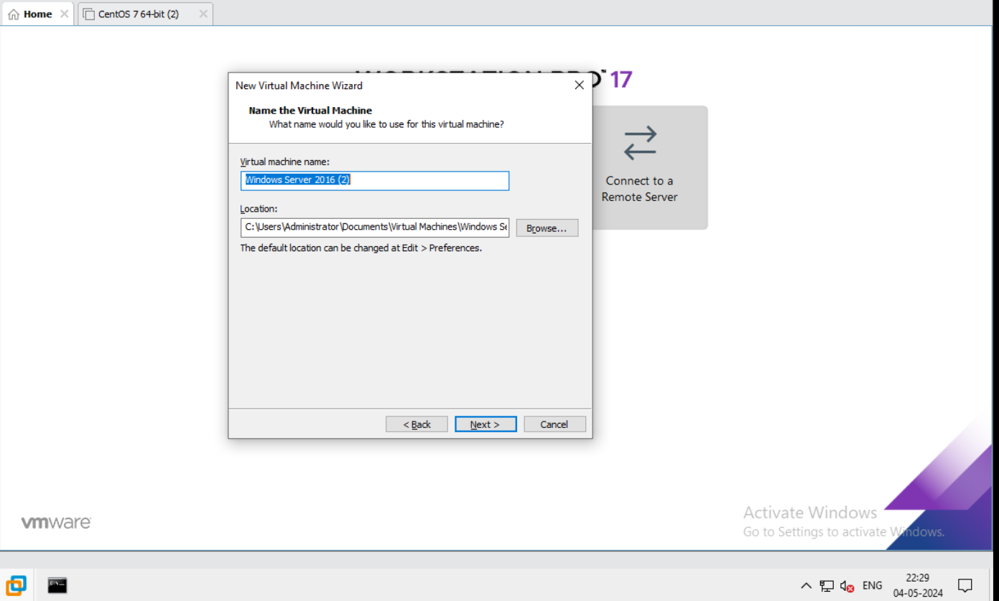 Home
CentOS 7 64-bit (2)
WORKSTATION PRO™ 17
New Virtual Machine Wizard
Name the Virtual Machine
What name would you like to use for this virtual machine?
Virtual machine name:
Windows Server 2016 (2)
Location:
C:\Users\Administrator\Documents\Virtual Machines\Windows Se
Browse...
The default location can be changed at Edit > Preferences.
< Back
Next >
Cancel
Connect to a
Remote Server
vmware
Activate Windows
Go to Settings to activate Windows.
ENG
22:29
04-05-2024